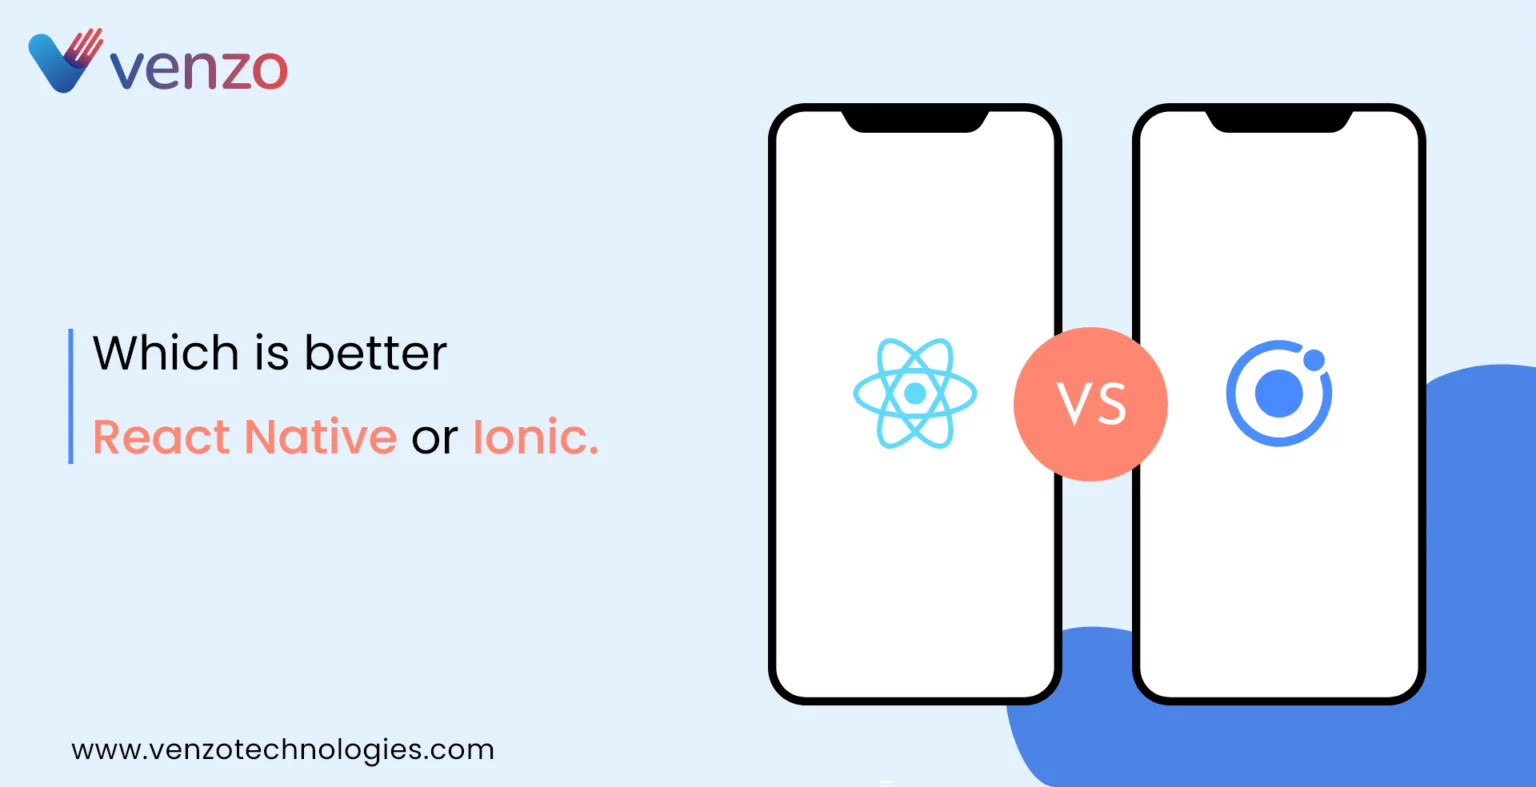 venzo
Which is better
React Native or Ionic.
VS
www.venzotechnologies.com